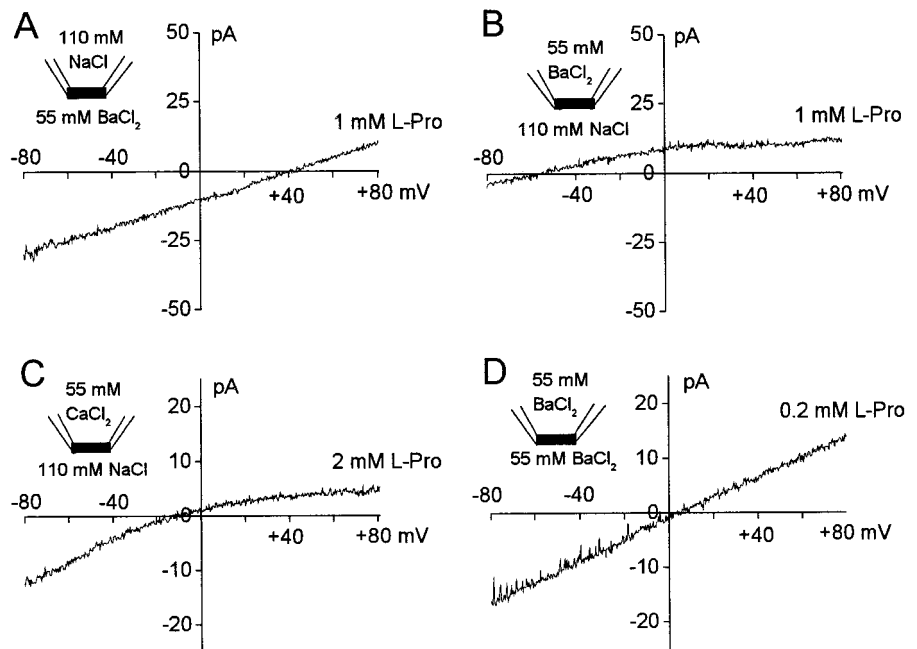 A
110 mM
NaCl
55 mM BaCl2
pA
50
25
0
-25
-50
-80
-40
+40
+80 mV
1 mM L-Pro
B
55 mM
BaCl2
110 mM NaCl
pA
50
25
0
-25
-50
-80
-40
+40
+80 mV
1 mM L-Pro
C
55 mM
CaCl2
110 mM NaCl
pA
20
10
0
-10
-20
-80
-40
+40
+80 mV
2 mM L-Pro
D
55 mM
BaCl2
55 mM BaCl2
pA
20
10
0
-10
-20
-80
-40
+40
+80 mV
0.2 mM L-Pro